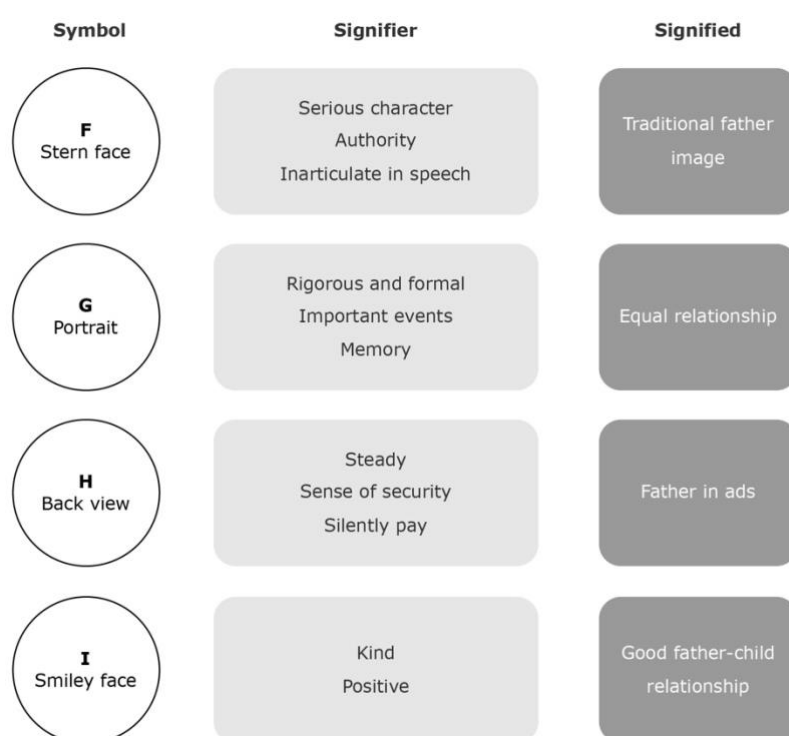 Symbol
Signifier
Signified
F
Stern face
Serious character
Authority
Inarticulate in speech
Traditional father
image
G
Portrait
Rigorous and formal
Important events
Memory
Equal relationship
H
Back view
Steady
Sense of security
Silently pay
Father in ads
I
Smiley face
Kind
Positive
Good father-child
relationship